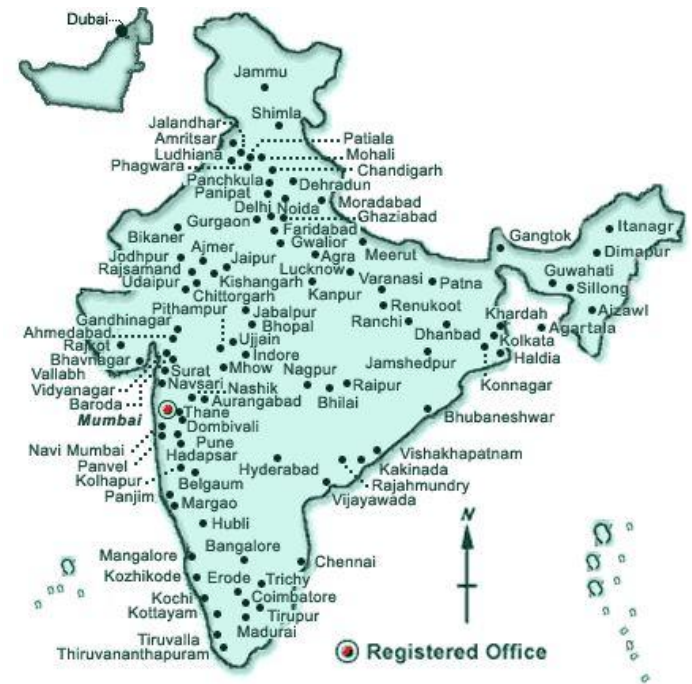 Dubai
Jammu
Shimla
Jalandhar
Amritsar
Ludhiana
Phagwara
Patiala
Mohali
Chandigarh
Panchkula
Panipat
Dehradun
Delhi
Noida
Moradabad
Ghaziabad
Gurgaon
Faridabad
Bikaner
Gwalior
Meerut
Gangtok
Itanagr
Dimapur
Jodhpur
Ajmer
Jaipur
Agra
Rajsamand
Lucknow
Varanasi
Patna
Guwahati
Sillong
Udaipur
Kishangarh
Kanpur
Chittorgarh
Pithampur
Jabalpur
Renukoot
Khardah
Aizawl
Gandhinagar
Bhopal
Ranchi
Dhanbad
Agartala
Ahmedabad
Rajkot
Ujjain
Indore
Kolkata
Bhavnagar
Haldia
Vallabh
Vidyanagar
Surat
Mhow
Nagpur
Jamshedpur
Navsari
Nashik
Raipur
Konnagar
Baroda
Aurangabad
Bhilai
Mumbai
Thane
Bhubaneshwar
Dombivali
Navi Mumbai
Pune
Panvel
Hadapsar
Vishakhapatnam
Kolhapur
Hyderabad
Kakinada
Belgaum
Rajahmundry
Panjim
Margao
Vijayawada
Hubli
N
Bangalore
Mangalore
Chennai
Kozhikode
Erode
Trichy
Kochi
Coimbatore
Kottayam
Tirupur
Madurai
Tiruvalla
Thiruvananthapuram
Registered Office